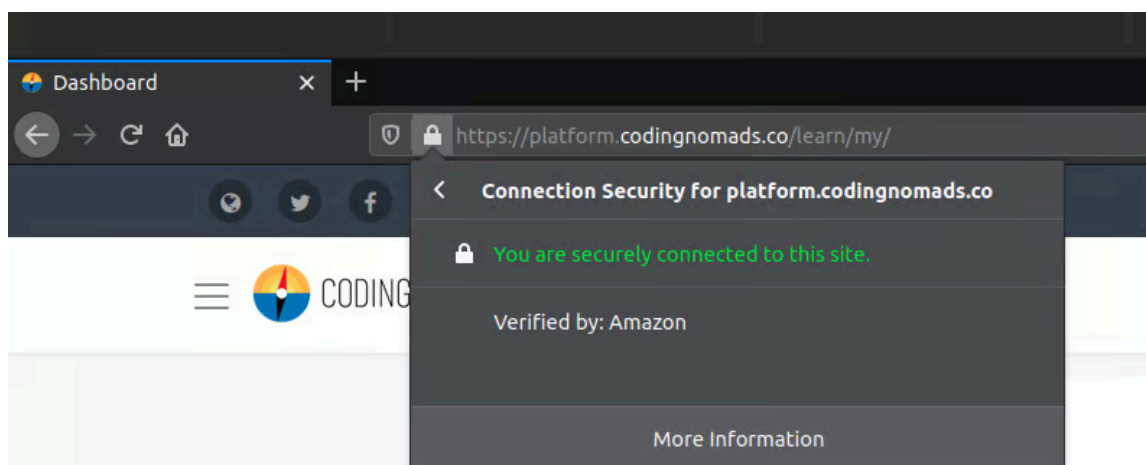 Dashboard
https://platform.codingnomads.co/learn/my/
Connection Security for platform.codingnomads.co
You are securely connected to this site.
CODING
Verified by: Amazon
More Information